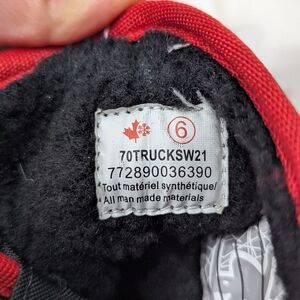 6
70TRUCKSW21
772890036390
Tout matériel synthétique/
All man made materials